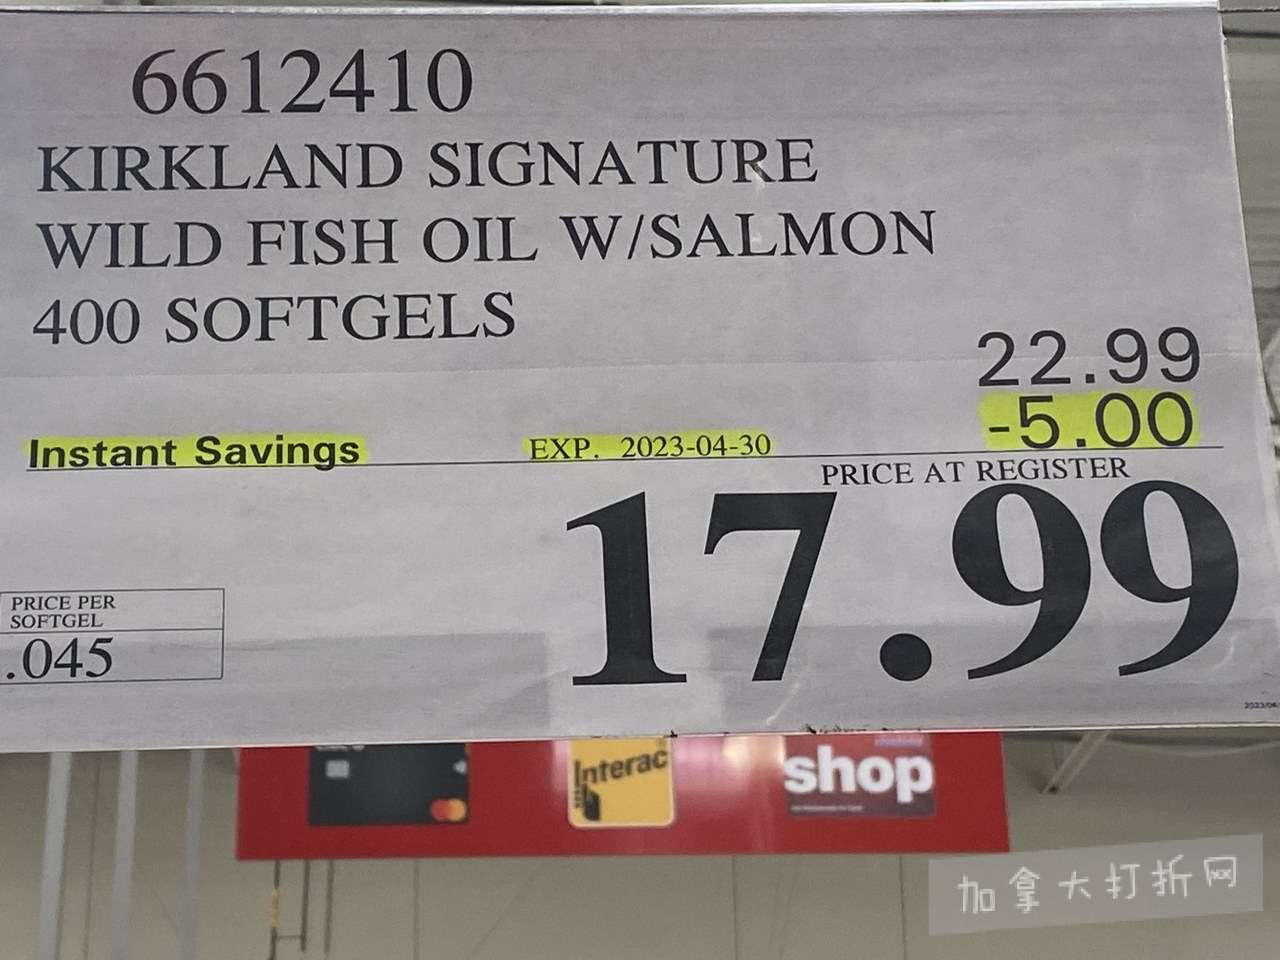 6612410
KIRKLAND SIGNATURE
WILD FISH OIL W/SALMON
400 SOFTGELS
22.99
-5.00
Instant Savings EXP. 2023-04-30
PRICE AT REGISTER
17.99
PRICE PER
SOFTGEL
.045
Interac
shop
加拿大打折网